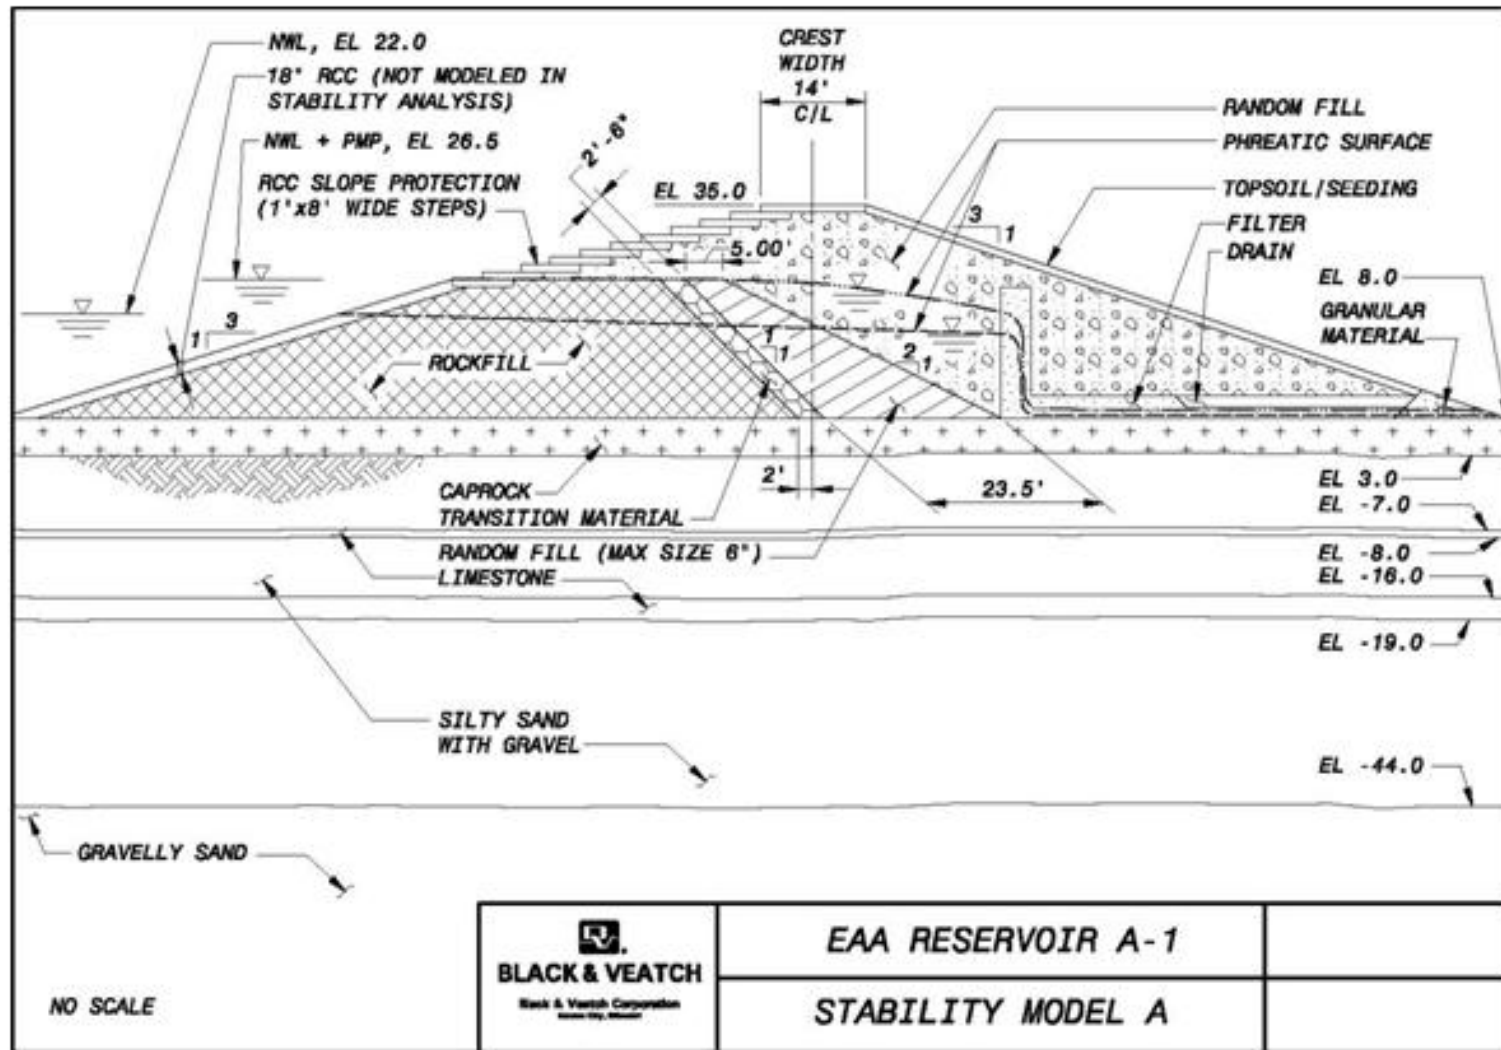 NWL, EL 22.0
18" RCC (NOT MODELED IN
STABILITY ANALYSIS)
NWL + PMP, EL 26.5
RCC SLOPE PROTECTION
(1'x8' WIDE STEPS)
2'-6"
EL 35.0
CREST
WIDTH
14'
C/L
5.00'
RANDOM FILL
PHREATIC SURFACE
TOPSOIL/SEEDING
FILTER
DRAIN
EL 8.0
GRANULAR
MATERIAL
3
1
1
3
ROCKFILL
1
1
2
1
CAPROCK
TRANSITION MATERIAL
RANDOM FILL (MAX SIZE 6")
LIMESTONE
2'
23.5'
EL 3.0
EL -7.0
EL -8.0
EL -16.0
EL -19.0
SILTY SAND
WITH GRAVEL
EL -44.0
GRAVELLY SAND
NO SCALE
BLACK & VEATCH
Black & Veatch Corporation
EAA RESERVOIR A-1
STABILITY MODEL A